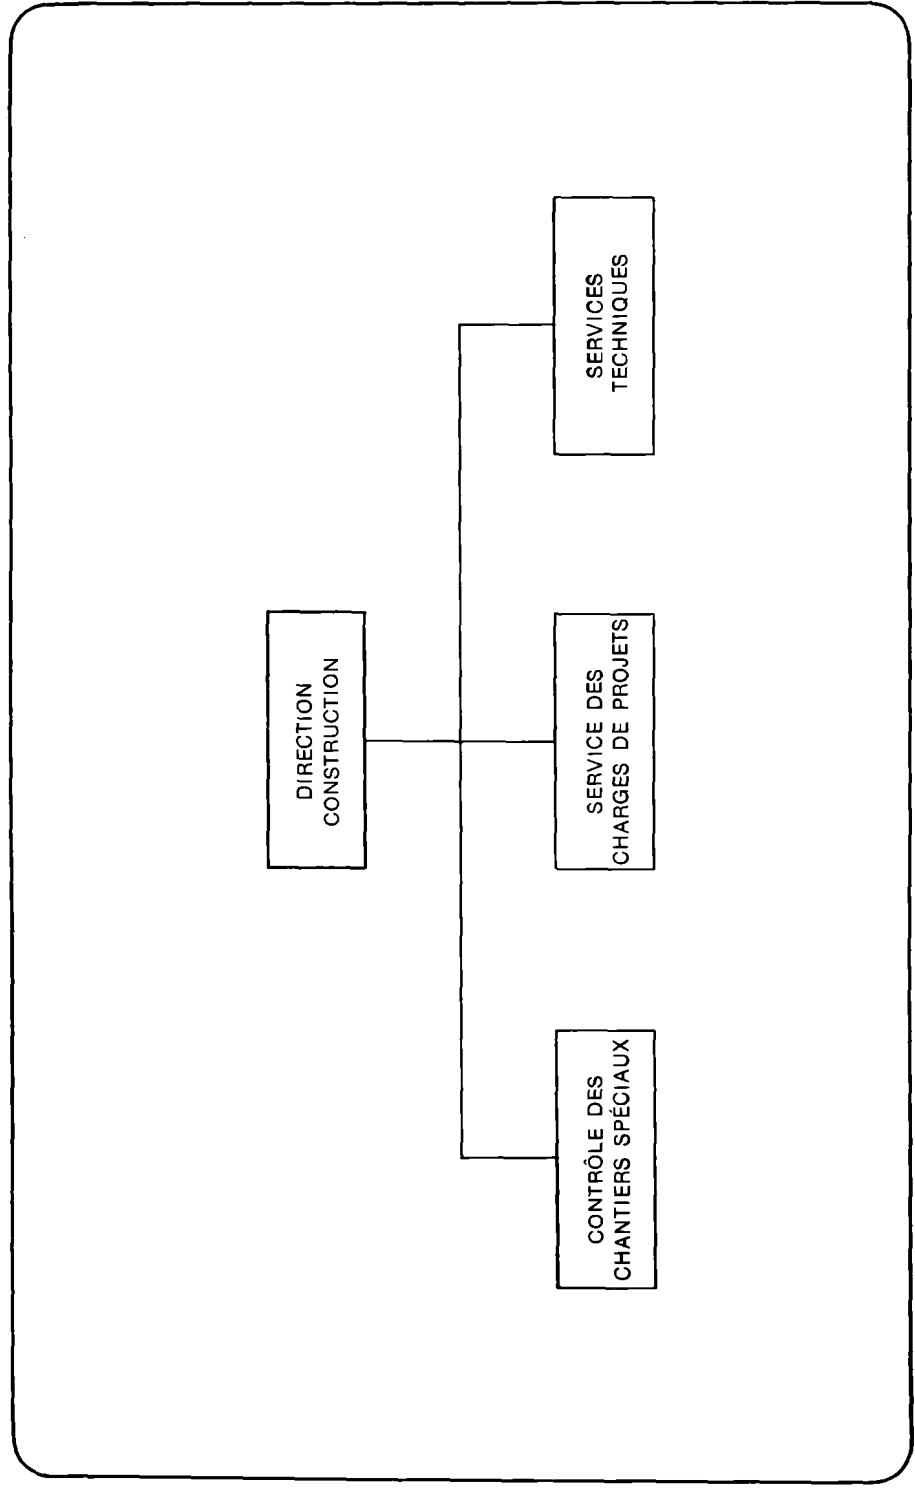 DIRECTION
CONSTRUCTION
CONTRÔLE DES
CHANTIERS SPÉCIAUX
SERVICE DES
CHARGES DE PROJETS
SERVICES
TECHNIQUES